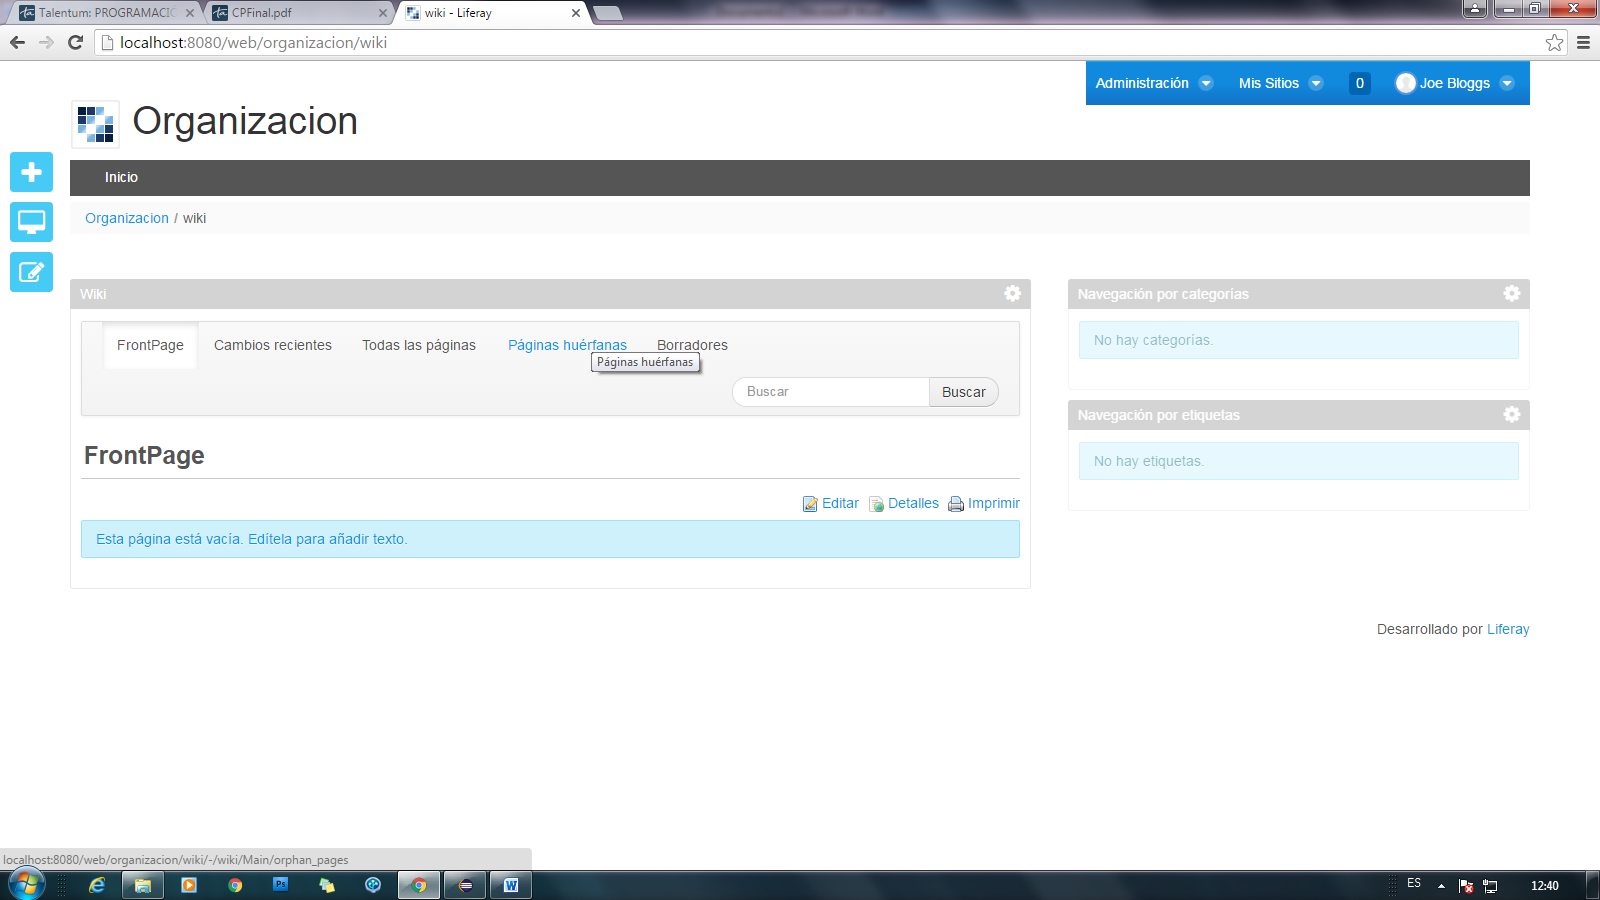 Talentum: PROGRAMACIÓ
CPFinal.pdf
wiki - Liferay
localhost:8080/web/organizacion/wiki
Administración
Mis Sitios
0
Joe Bloggs
Organizacion
Inicio
Organizacion / wiki
Wiki
FrontPage
Cambios recientes
Todas las páginas
Páginas huérfanas
Borradores
Páginas huérfanas
Buscar
Buscar
FrontPage
Editar
Detalles
Imprimir
Esta página está vacía. Edítela para añadir texto.
Navegación por categorías
No hay categorías.
Navegación por etiquetas
No hay etiquetas.
Desarrollado por Liferay
localhost:8080/web/organizacion/wiki/-/wiki/Main/orphan_pages
Ps
W
ES
12:40